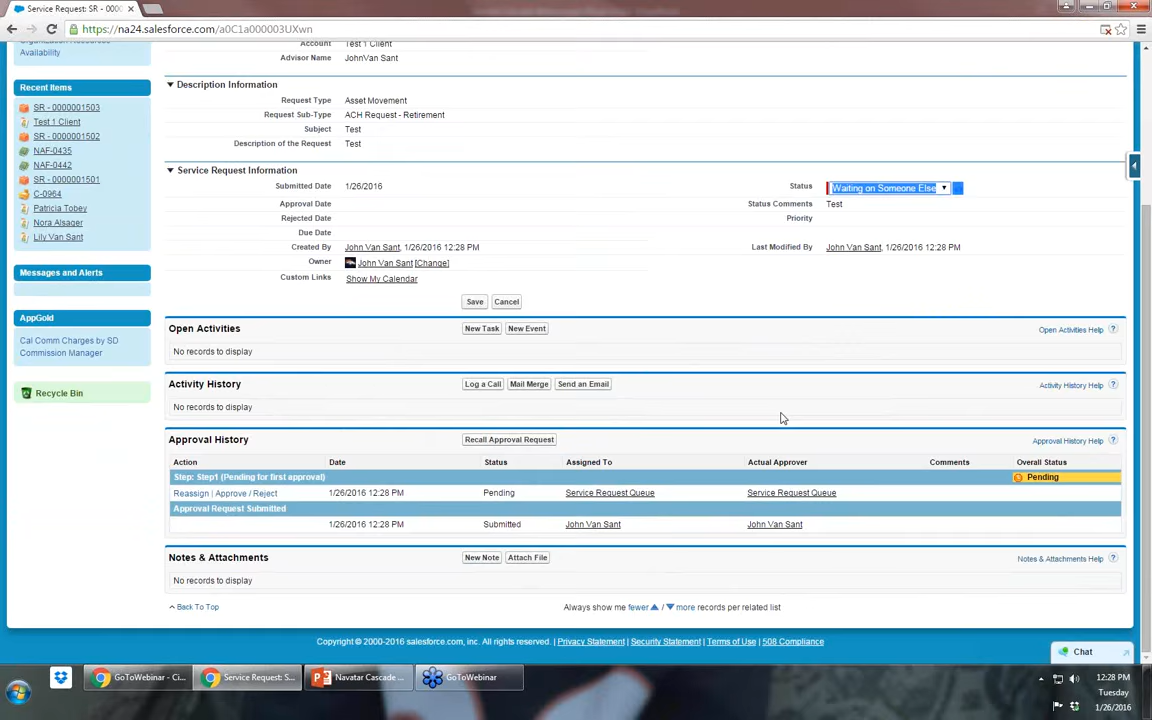 Service Request: SR - 0000
https://na24.salesforce.com/a0C1a000003UXwn
Availability
Recent Items
SR - 0000001503
Test 1 Client
SR - 0000001502
NAF-0435
NAF-0442
SR - 0000001501
C-0964
Patricia Tobey
Nora Alsager
Lily Van Sant
Messages and Alerts
AppGold
Cal Comm Charges by SD
Commission Manager
Recycle Bin
Account Test 1 Client
Advisor Name JohnVan Sant
Description Information
Request Type Asset Movement
Request Sub-Type ACH Request - Retirement
Subject Test
Description of the Request Test
Service Request Information
Submitted Date 1/26/2016 Status Waiting on Someone Else
Approval Date Status Comments Test
Rejected Date Priority
Due Date
Created By John Van Sant, 1/26/2016 12:28 PM Last Modified By John Van Sant, 1/26/2016 12:28 PM
Owner John Van Sant [Change]
Custom Links Show My Calendar
Save Cancel
Open Activities New Task New Event Open Activities Help ?
No records to display
Activity History Log a Call Mail Merge Send an Email Activity History Help ?
No records to display
Approval History Recall Approval Request Approval History Help ?
Action Date Status Assigned To Actual Approver Comments Overall Status
Step: Step1 (Pending for first approval) Pending
Reassign | Approve / Reject 1/26/2016 12:28 PM Pending Service Request Queue Service Request Queue
Approval Request Submitted
1/26/2016 12:28 PM Submitted John Van Sant John Van Sant
Notes & Attachments New Note Attach File Notes & Attachments Help ?
No records to display
Back To Top Always show me fewer / more records per related list
Copyright © 2000-2016 salesforce.com, inc. All rights reserved. | Privacy Statement | Security Statement | Terms of Use | 508 Compliance
Chat
GoToWebinar - Ci... Service Request: S... Navatar Cascade ... GoToWebinar
12:28 PM
Tuesday
1/26/2016